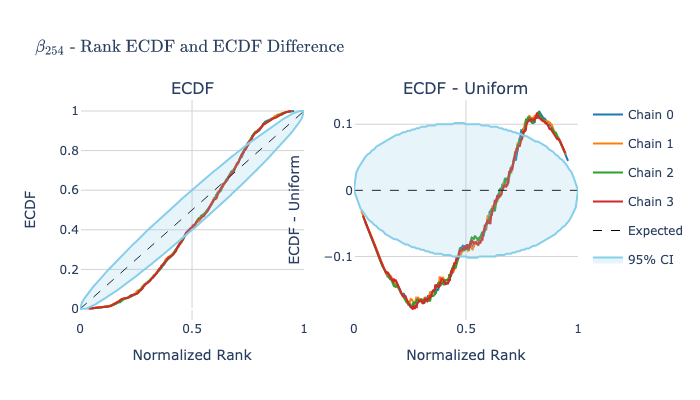 β254 - Rank ECDF and ECDF Difference
ECDF
ECDF - Uniform
ECDF
1
0.8
0.6
0.4
0.2
0
0
0.5
1
Normalized Rank
ECDF - Uniform
0.1
0
−0.1
0
0.5
1
Normalized Rank
Chain 0
Chain 1
Chain 2
Chain 3
Expected
95% CI